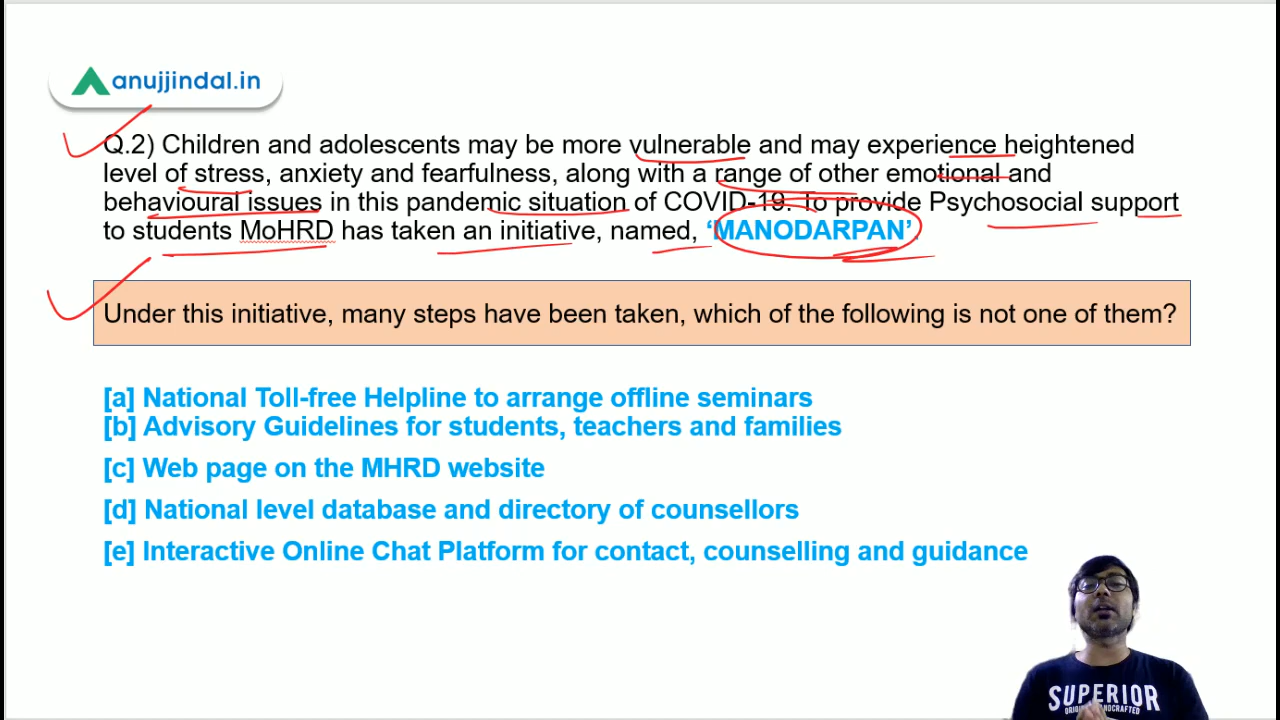 anujjindal.in
Q.2) Children and adolescents may be more vulnerable and may experience heightened
level of stress, anxiety and fearfulness, along with a range of other emotional and
behavioural issues in this pandemic situation of COVID-19. To provide Psychosocial support
to students MoHRD has taken an initiative, named, ‘MANODARPAN’.
Under this initiative, many steps have been taken, which of the following is not one of them?
[a] National Toll-free Helpline to arrange offline seminars
[b] Advisory Guidelines for students, teachers and families
[c] Web page on the MHRD website
[d] National level database and directory of counsellors
[e] Interactive Online Chat Platform for contact, counselling and guidance
SUPERIOR